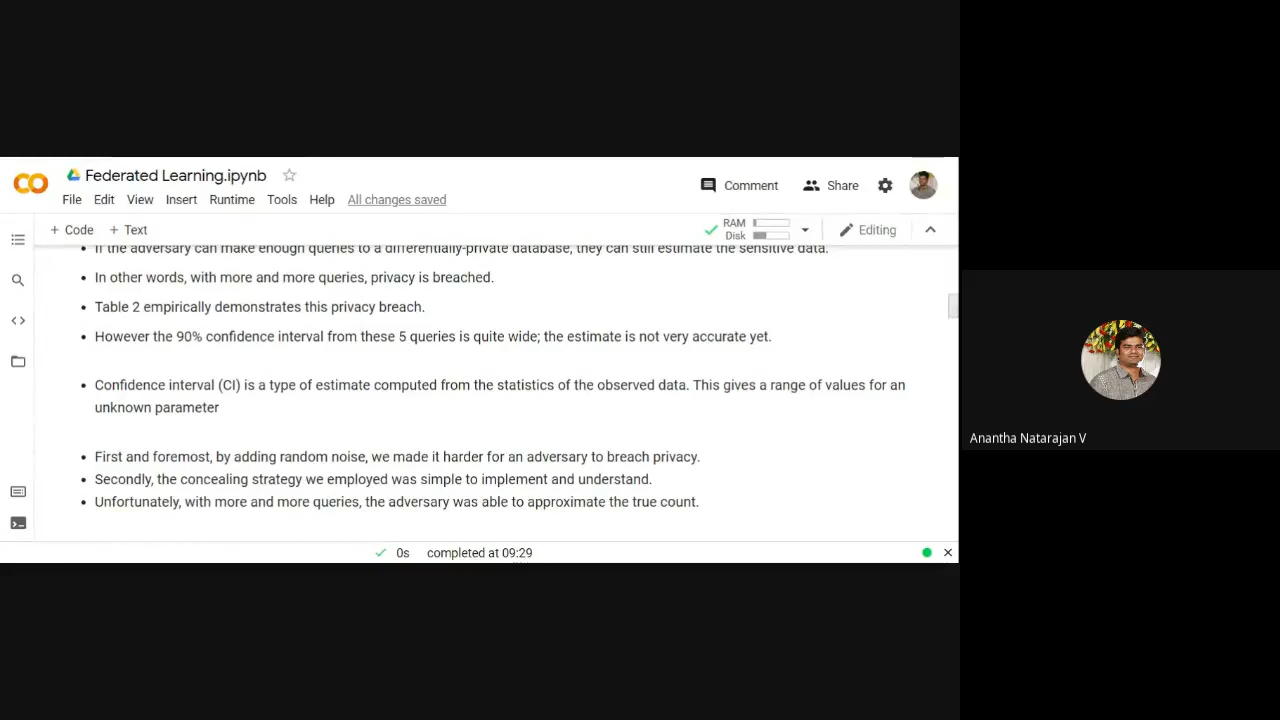 Federated Learning.ipynb
Comment
Share
File Edit View Insert Runtime Tools Help All changes saved
+ Code + Text
RAM
Disk
Editing
If the adversary can make enough queries to a differentially-private database, they can still estimate the sensitive data.
In other words, with more and more queries, privacy is breached.
Table 2 empirically demonstrates this privacy breach.
However the 90% confidence interval from these 5 queries is quite wide; the estimate is not very accurate yet.
Confidence interval (CI) is a type of estimate computed from the statistics of the observed data. This gives a range of values for an
unknown parameter
First and foremost, by adding random noise, we made it harder for an adversary to breach privacy.
Secondly, the concealing strategy we employed was simple to implement and understand.
Unfortunately, with more and more queries, the adversary was able to approximate the true count.
0s completed at 09:29
Anantha Natarajan V